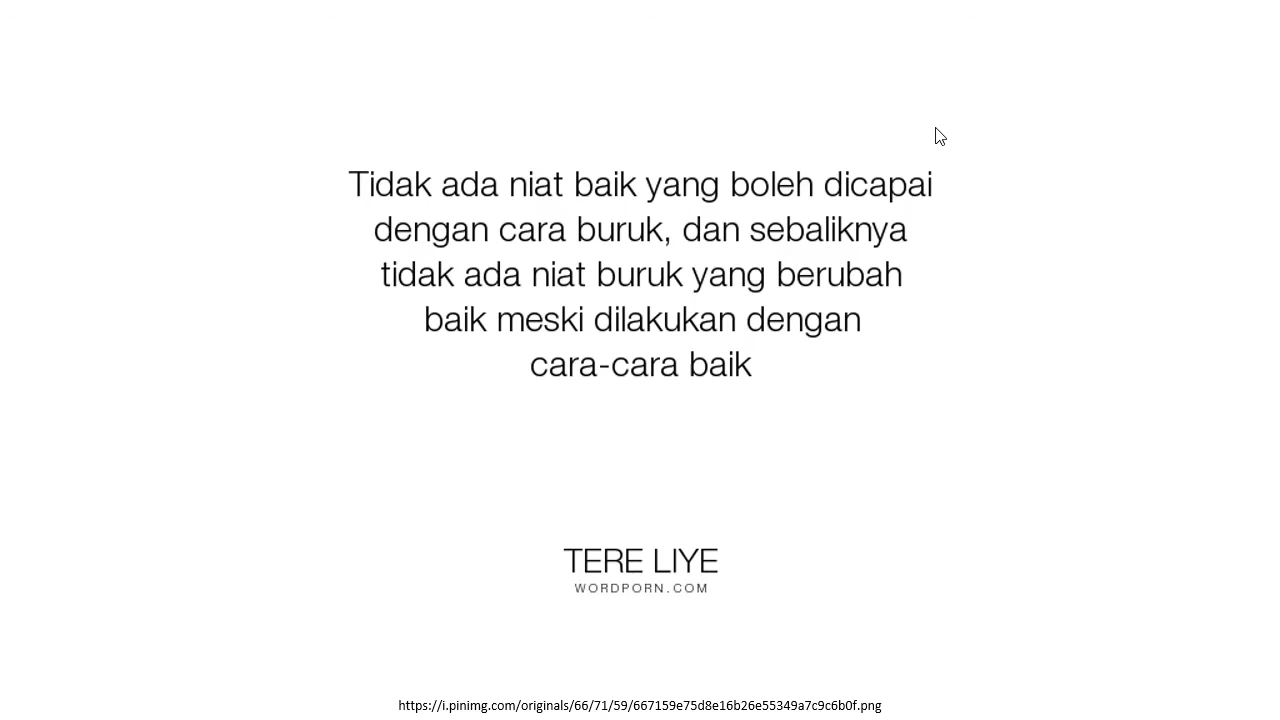 Tidak ada niat baik yang boleh dicapai
dengan cara buruk, dan sebaliknya
tidak ada niat buruk yang berubah
baik meski dilakukan dengan
cara-cara baik
TERE LIYE
WORDPORN.COM
https://i.pinimg.com/originals/66/71/59/667159e75d8e16b26e55349a7c9c6b0f.png